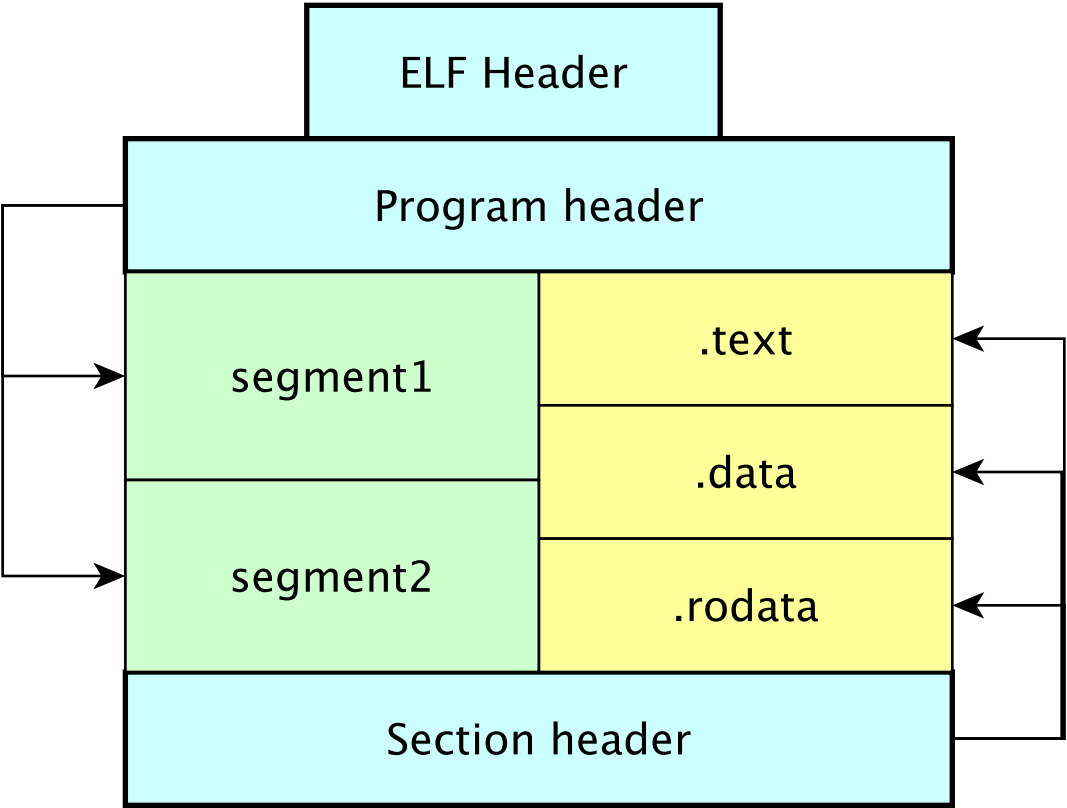 ELF Header
Program header
segment1
segment2
.text
.data
.rodata
Section header